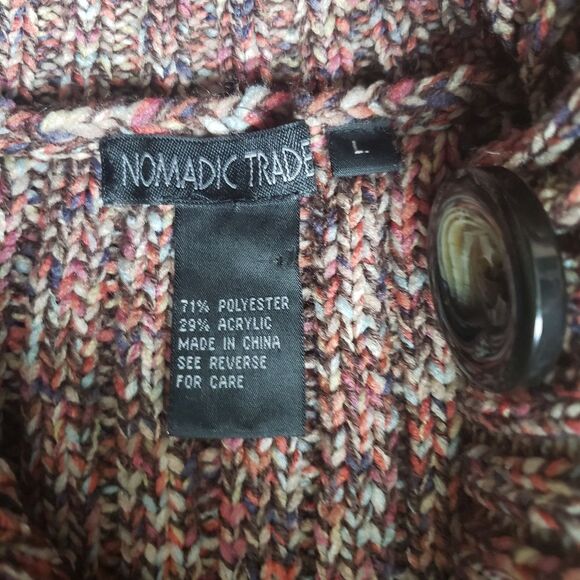 NOMADIC TRADE
L
71% POLYESTER
29% ACRYLIC
MADE IN CHINA
SEE REVERSE
FOR CARE